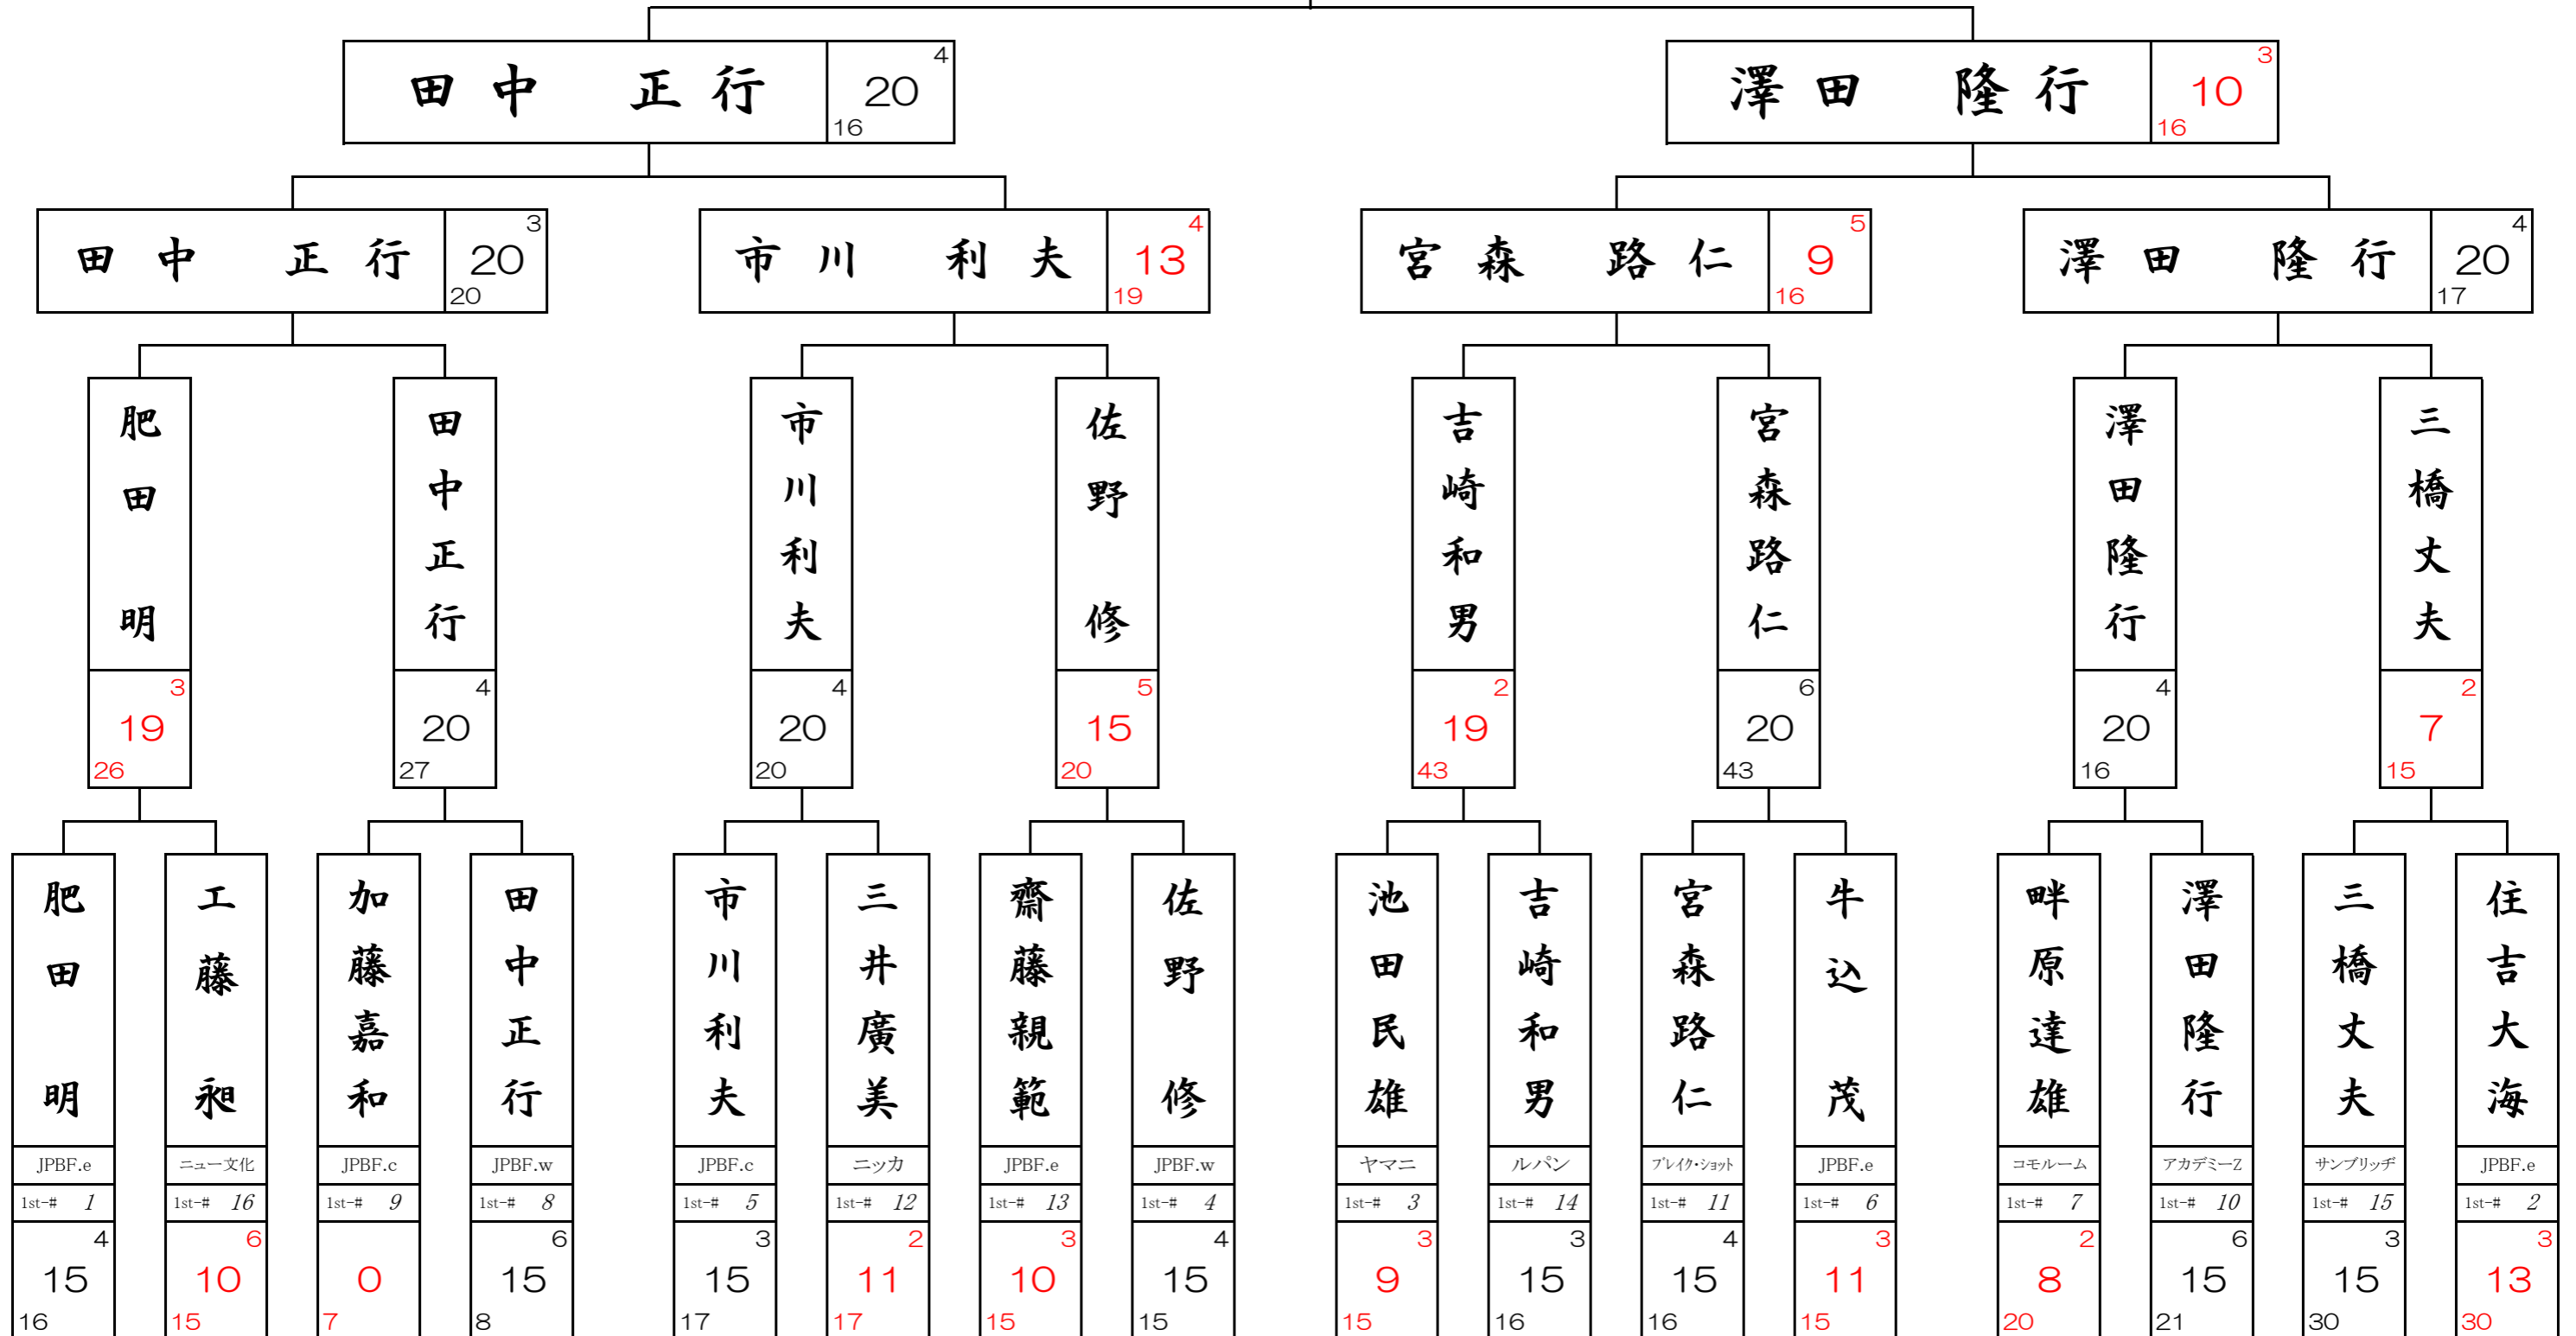 田中 正行 20 4 16
澤田 隆行 10 3 16
田中 正行 20 3 20
市川 利夫 13 4 19
宮森 路仁 9 5 16
澤田 隆行 20 4 17
肥田 明 19 3 26
田中正行 20 4 27
市川利夫 20 4 20
佐野 修 15 5 20
吉崎和男 19 2 43
宮森路仁 20 6 43
澤田隆行 20 4 16
三橋丈夫 7 2 15
肥田 明 JPBF.e 1st-# 1 4 15 16
工藤 昶 ニュー文化 1st-# 16 6 10 15
加藤嘉和 JPBF.c 1st-# 9 0 7
田中正行 JPBF.w 1st-# 8 6 15 8
市川利夫 JPBF.c 1st-# 5 3 15 17
三井廣美 ニッカ 1st-# 12 2 11 17
齋藤親範 JPBF.e 1st-# 13 3 10 15
佐野 修 JPBF.w 1st-# 4 4 15 15
池田民雄 ヤマニ 1st-# 3 3 9 15
吉崎和男 ルパン 1st-# 14 3 15 16
宮森路仁 ブレイク・ショット 1st-# 11 4 15 16
牛込 茂 JPBF.e 1st-# 6 3 11 15
畔原達雄 コモルーム 1st-# 7 2 8 20
澤田隆行 アカデミーZ 1st-# 10 6 15 21
三橋丈夫 サンブリッヂ 1st-# 15 3 15 30
住吉大海 JPBF.e 1st-# 2 3 13 30